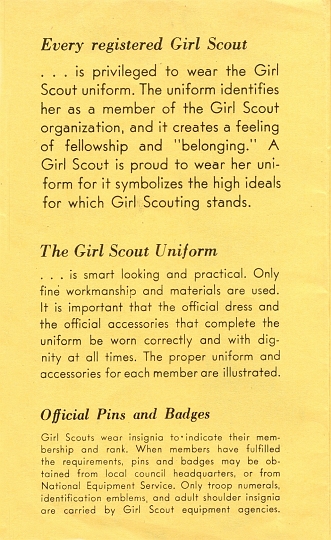 Every registered Girl Scout
. . . is privileged to wear the Girl
Scout uniform. The uniform identifies
her as a member of the Girl Scout
organization, and it creates a feeling
of fellowship and "belonging." A
Girl Scout is proud to wear her uni-
form for it symbolizes the high ideals
for which Girl Scouting stands.
The Girl Scout Uniform
. . . is smart looking and practical. Only
fine workmanship and materials are used.
It is important that the official dress and
the official accessories that complete the
uniform be worn correctly and with dig-
nity at all times. The proper uniform and
accessories for each member are illustrated.
Official Pins and Badges
Girl Scouts wear insignia to indicate their mem-
bership and rank. When members have fulfilled
the requirements, pins and badges may be ob-
tained from local council headquarters, or from
National Equipment Service. Only troop numerals,
identification emblems, and adult shoulder insignia
are carried by Girl Scout equipment agencies.